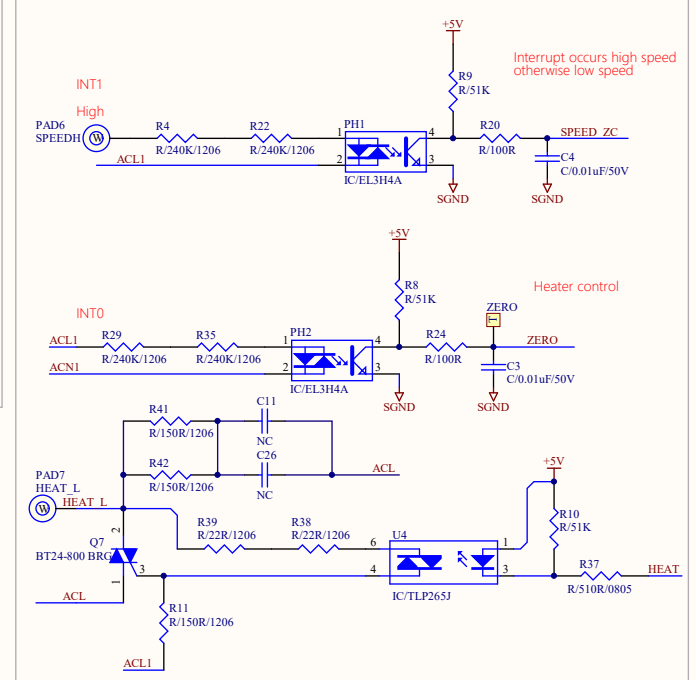 +5V
Interrupt occurs high speed
otherwise low speed
INT1
High
R9
R/51K
PAD6
SPEEDH
W
R4
R/240K/1206
R22
R/240K/1206
PH1
1
2
4
3
IC/EL3H4A
R20
R/100R
SPEED_ZC
ACL1
C4
C/0.01uF/50V
SGND
SGND
+5V
Heater control
INT0
R8
R/51K
ZERO
T
ACL1
R29
R/240K/1206
R35
R/240K/1206
PH2
1
2
4
3
IC/EL3H4A
R24
R/100R
ZERO
ACN1
C3
C/0.01uF/50V
SGND
SGND
R41
R/150R/1206
C11
NC
R42
R/150R/1206
C26
NC
ACL
PAD7
HEAT_L
W
HEAT_L
+5V
R39
R/22R/1206
R38
R/22R/1206
U4
6
4
1
3
IC/TLP265J
R10
R/51K
R37
R/510R/0805
HEAT
Q7
BT24-800 BRG
2
1
3
ACL
R11
R/150R/1206
ACL1